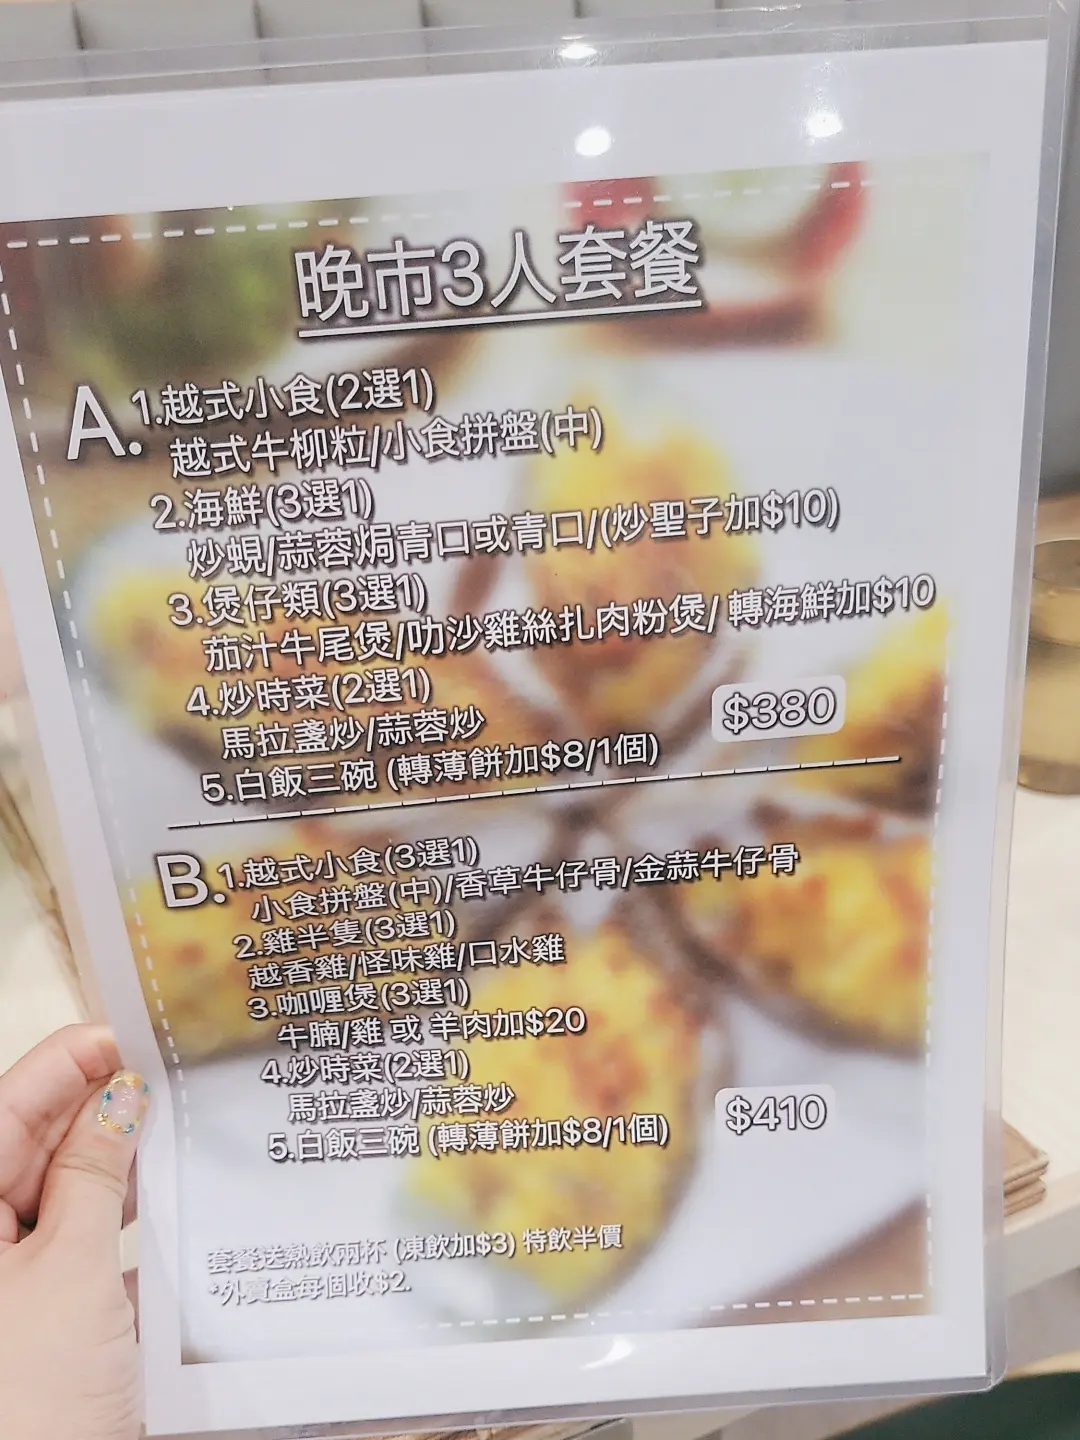 晚市3人套餐
A.
1.越式小食(2選1)
越式牛柳粒/小食拼盤(中)
2.海鮮(3選1)
炒蜆/蒜蓉焗青口或青口/(炒聖子加$10)
3.煲仔類(3選1)
茄汁牛尾煲/叻沙雞絲扎肉粉煲/ 轉海鮮加$10
4.炒時菜(2選1)
馬拉盞炒/蒜蓉炒
$380
5.白飯三碗 (轉薄餅加$8/1個)
B.
1.越式小食(3選1)
小食拼盤(中)/香草牛仔骨/金蒜牛仔骨
2.雞半隻(3選1)
越香雞/怪味雞/口水雞
3.咖喱煲(3選1)
牛腩/雞 或 羊肉加$20
4.炒時菜(2選1)
馬拉盞炒/蒜蓉炒
5.白飯三碗 (轉薄餅加$8/1個)
$410
套餐送熱飲兩杯 (凍飲加$3) 特飲半價
*外賣盒每個收$2.